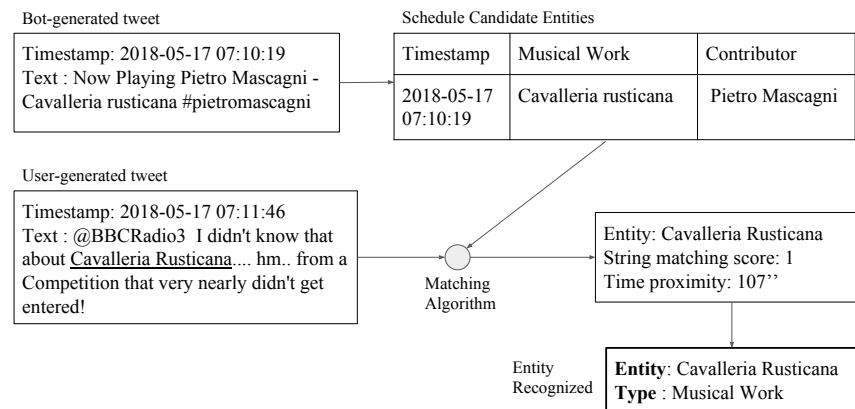 Bot-generated tweet
Timestamp: 2018-05-17 07:10:19
Text : Now Playing Pietro Mascagni -
Cavalleria rusticana #pietromascagni
Schedule Candidate Entities
Timestamp Musical Work Contributor
2018-05-17 Cavalleria rusticana Pietro Mascagni
07:10:19
User-generated tweet
Timestamp: 2018-05-17 07:11:46
Text : @BBCRadio3 I didn't know that
about Cavalleria Rusticana.... hm.. from a
Competition that very nearly didn't get
entered!
Matching
Algorithm
Entity: Cavalleria Rusticana
String matching score: 1
Time proximity: 107’’
Entity
Recognized
Entity: Cavalleria Rusticana
Type : Musical Work